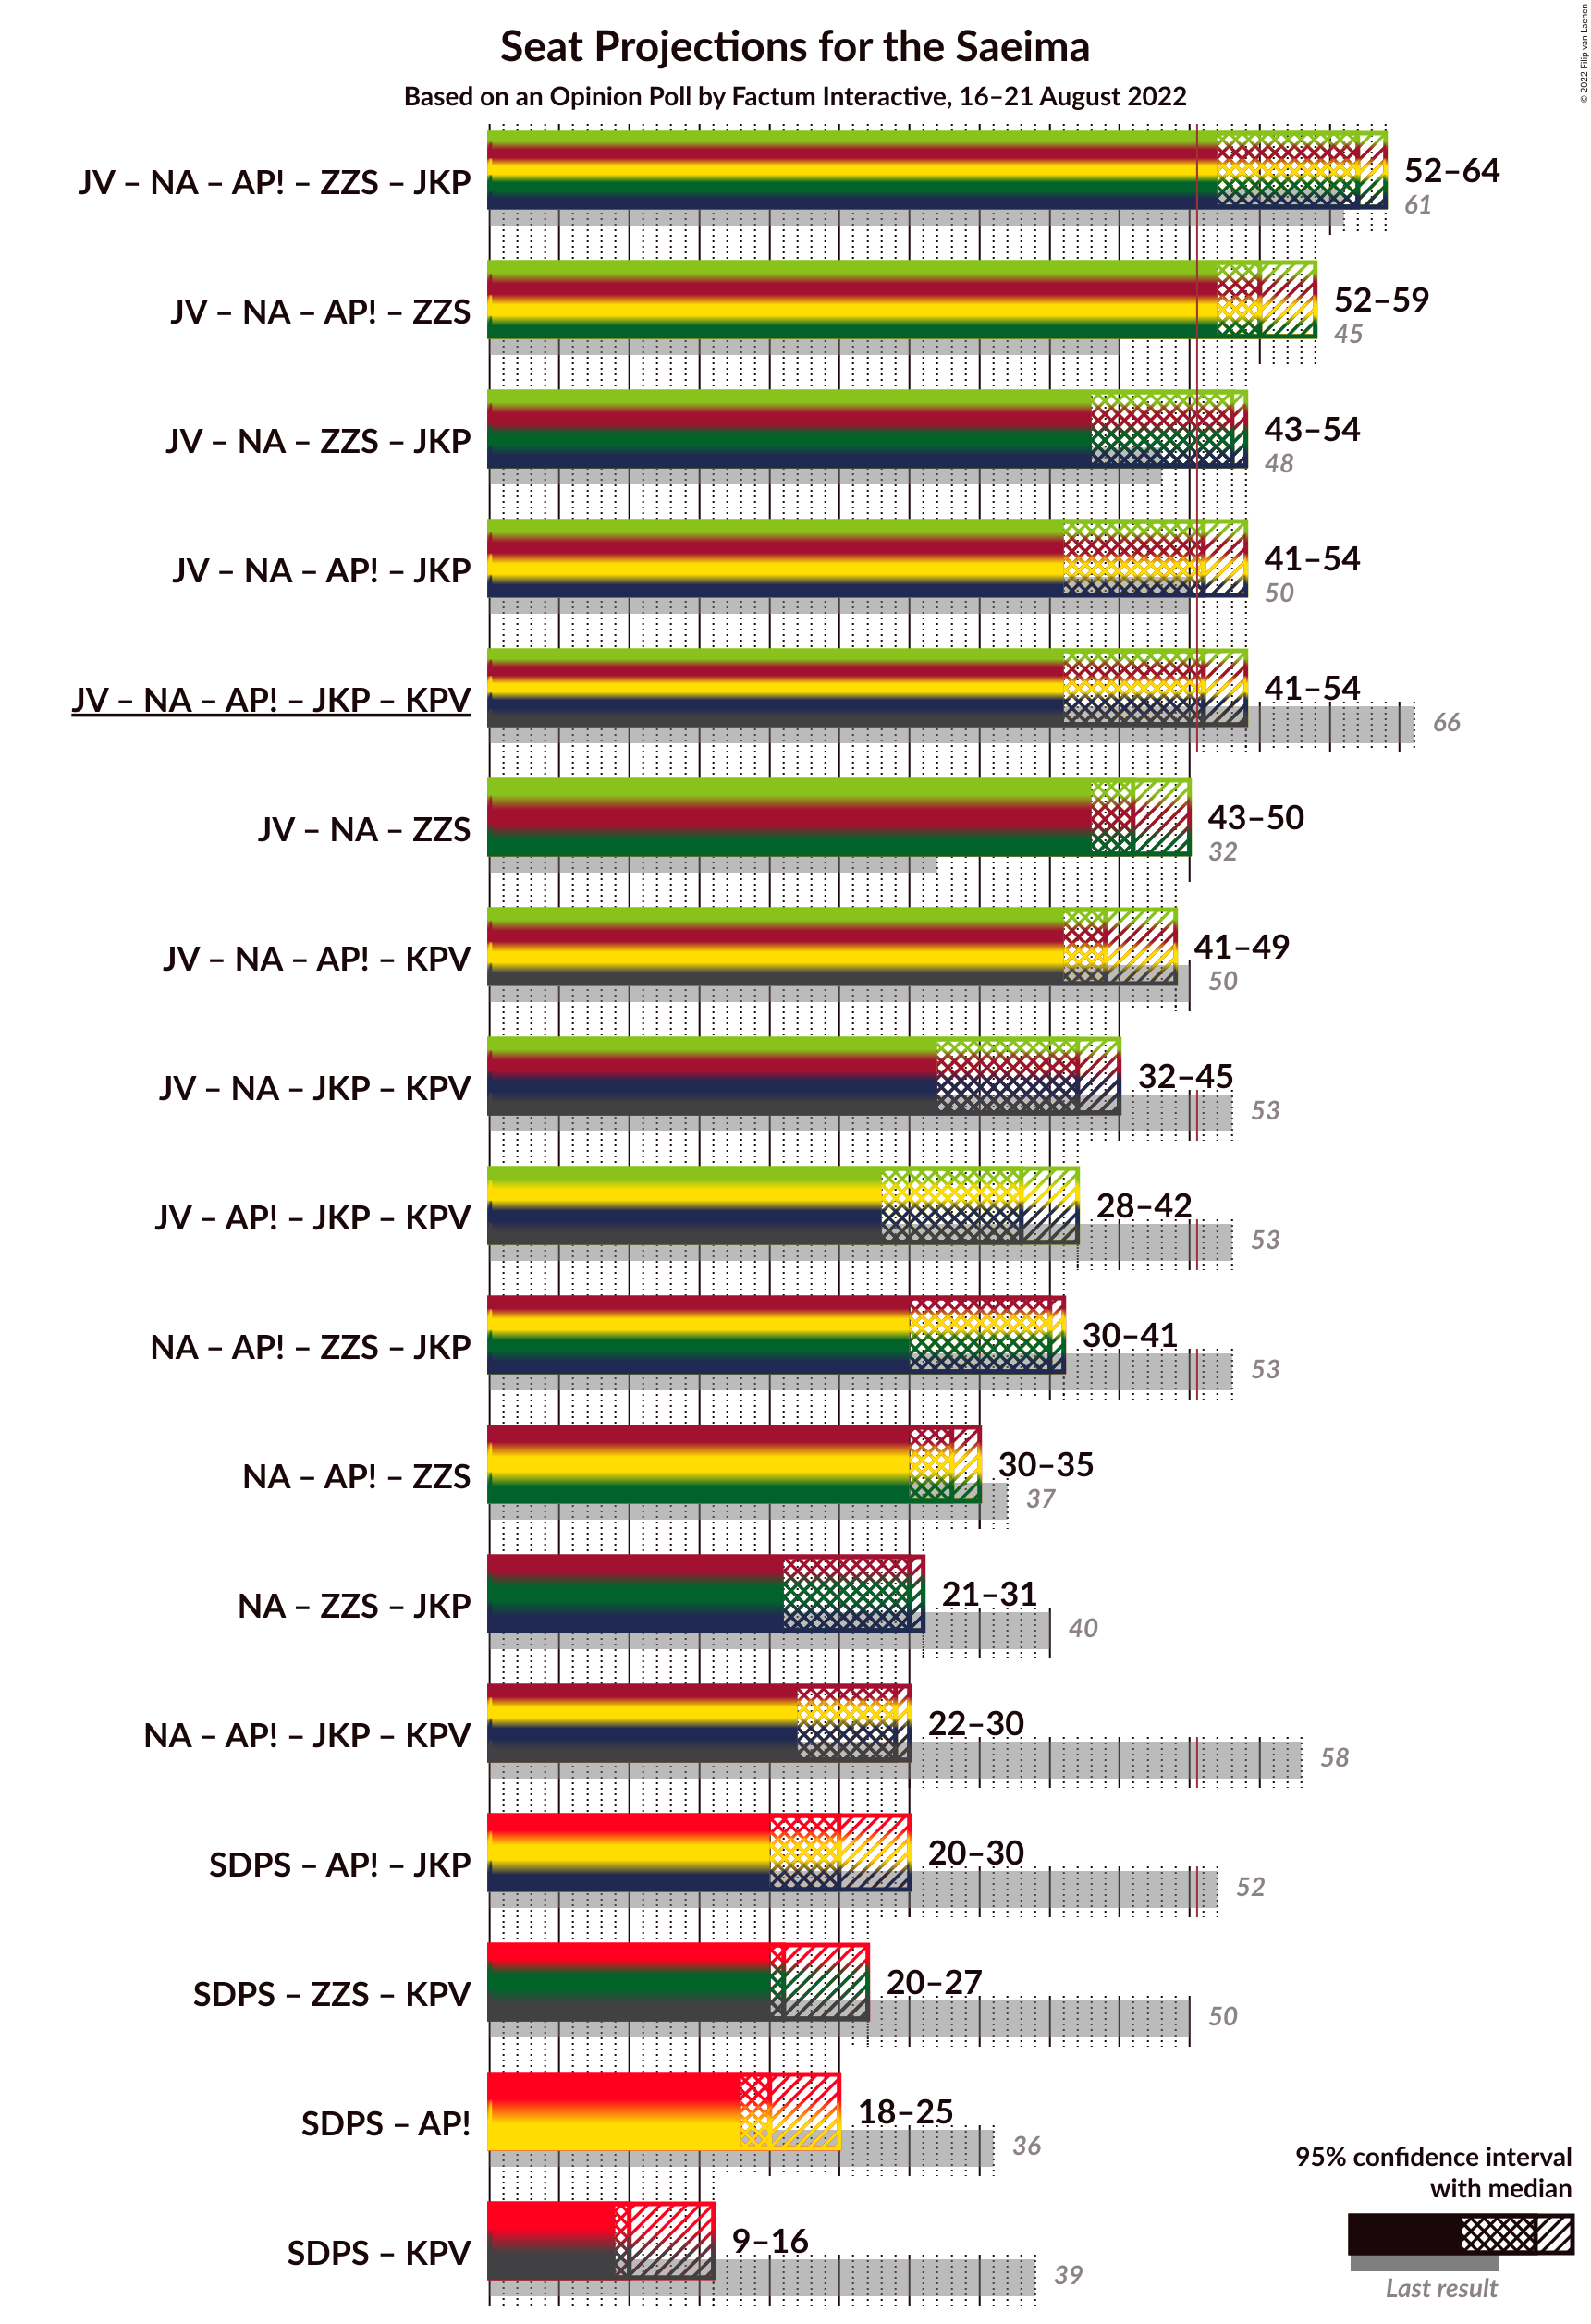 © 2022 Filip van Laenen
Seat Projections for the Saeima
Based on an Opinion Poll by Factum Interactive, 16–21 August 2022
JV – NA – AP! – ZZS – JKP
52–64
61
JV – NA – AP! – ZZS
52–59
45
JV – NA – ZZS – JKP
43–54
48
JV – NA – AP! – JKP
41–54
50
JV – NA – AP! – JKP – KPV
41–54
66
JV – NA – ZZS
43–50
32
JV – NA – AP! – KPV
41–49
50
JV – NA – JKP – KPV
32–45
53
JV – AP! – JKP – KPV
28–42
53
NA – AP! – ZZS – JKP
30–41
53
NA – AP! – ZZS
30–35
37
NA – ZZS – JKP
21–31
40
NA – AP! – JKP – KPV
22–30
58
SDPS – AP! – JKP
20–30
52
SDPS – ZZS – KPV
20–27
50
SDPS – AP!
18–25
36
SDPS – KPV
9–16
39
95% confidence interval
with median
Last result